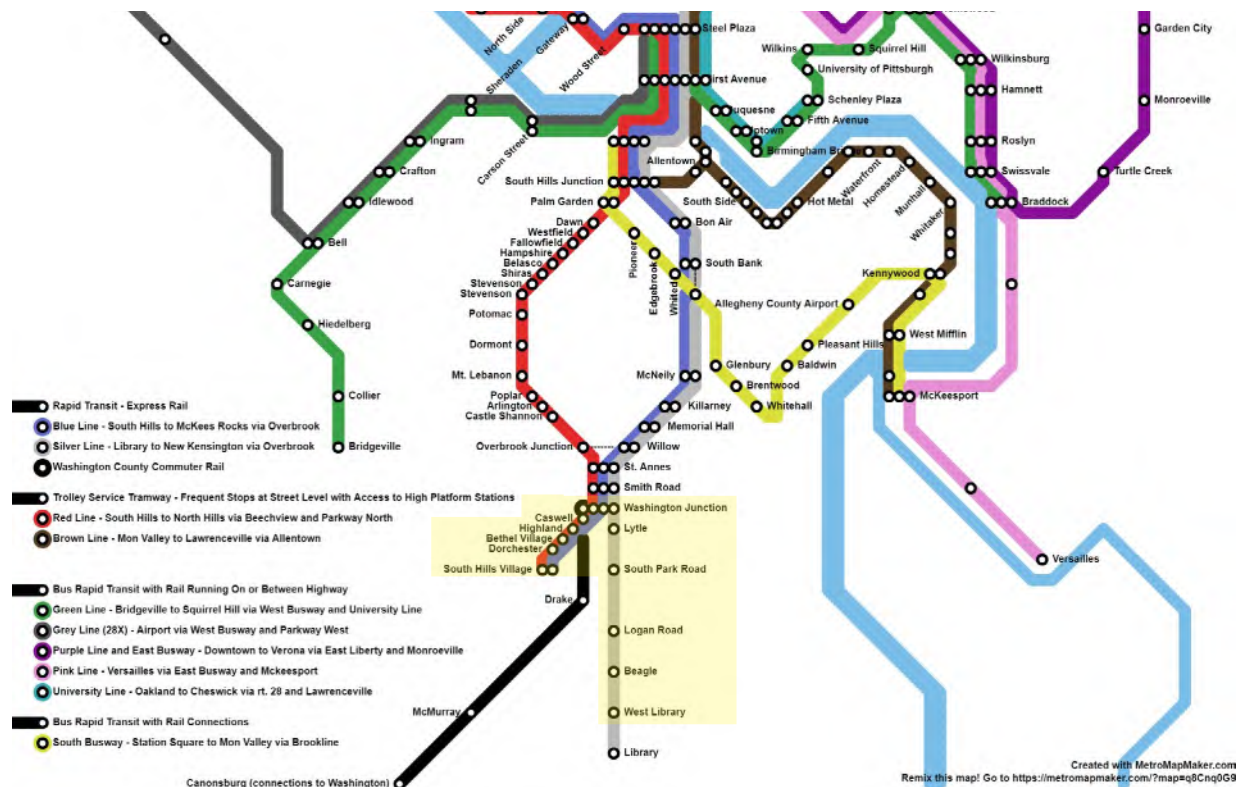 North Side
Gateway
Wood Street
Steel Plaza
Wilkins
Squirrel Hill
Garden City
Wilkinsburg
University of Pittsburgh
Sheraden
irst Avenue
Hamnett
Monroeville
Schenley Plaza
uquesne
Fifth Avenue
Uptown
Ingram
Carson Street
Birmingham Bridge
Roslyn
Allentown
Crafton
Waterfront
Homestead
Swissvale
Turtle Creek
South Hills Junction
Munhall
Idlewood
Palm Garden
South Side
Hot Metal
Whitaker
Braddock
Dawn
Bon Air
Westfield
Bell
Fallowfield
Pioneer
Hampshire
Edgebrook
Belasco
South Bank
Shiras
Whited
Kennywood
Stevenson
Carnegie
Stevenson
Allegheny County Airport
Potomac
Hiedelberg
West Mifflin
Dormont
Pleasant Hills
Mt. Lebanon
McNeily
Glenbury
Baldwin
Brentwood
Collier
Poplar
McKeesport
Rapid Transit - Express Rail
Arlington
Killarney
Whitehall
Castle Shannon
Blue Line - South Hills to McKees Rocks via Overbrook
Memorial Hall
Silver Line - Library to New Kensington via Overbrook
Bridgeville
Overbrook Junction
Willow
Washington County Commuter Rail
St. Annes
Smith Road
Trolley Service Tramway - Frequent Stops at Street Level with Access to High Platform Stations
Washington Junction
Red Line - South Hills to North Hills via Beechview and Parkway North
Caswell
Highland
Lytle
Brown Line - Mon Valley to Lawrenceville via Allentown
Bethel Village
Dorchester
Versailles
South Hills Village
South Park Road
Bus Rapid Transit with Rail Running On or Between Highway
Drake
Green Line - Bridgeville to Squirrel Hill via West Busway and University Line
Grey Line (28X) - Airport via West Busway and Parkway West
Logan Road
Purple Line and East Busway - Downtown to Verona via East Liberty and Monroeville
Pink Line - Versailles via East Busway and Mckeesport
Beagle
University Line - Oakland to Cheswick via rt. 28 and Lawrenceville
McMurray
West Library
Bus Rapid Transit with Rail Connections
South Busway - Station Square to Mon Valley via Brookline
Library
Created with MetroMapMaker.com
Canonsburg (connections to Washington)
Remix this map! Go to https://metromapmaker.com/?map=q8Cnq0G9